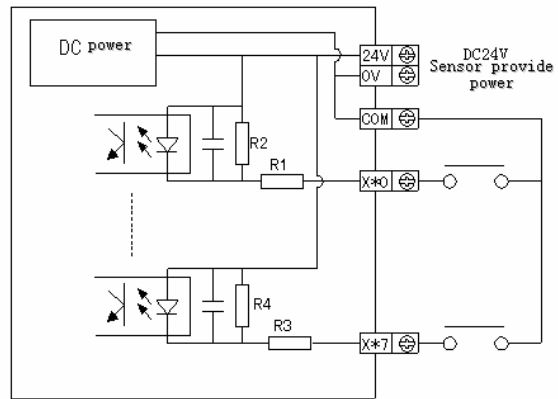 DC power
24V
0V
COM
X*0
X*7
DC24V
Sensor provide
power
R2
R1
R4
R3